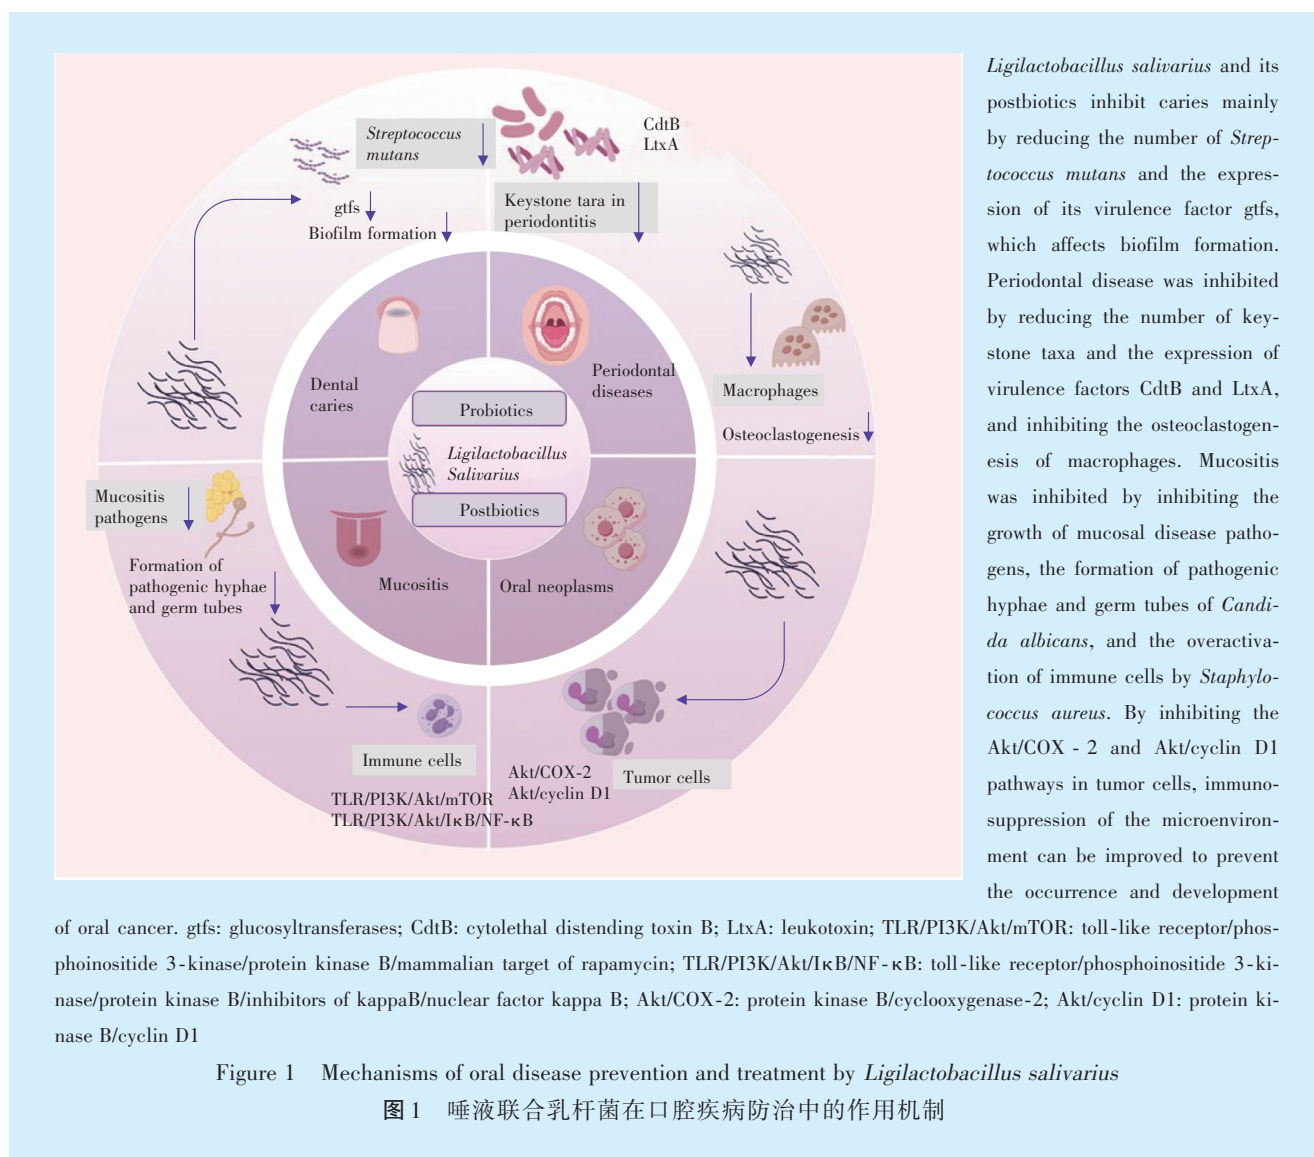 Streptococcus
mutans
gtfs
Biofilm formation
CdtB
LtxA
Keystone tara in
periodontitis
Macrophages
Osteoclastogenesis
Dental
caries
Periodontal
diseases
Probiotics
Ligilactobacillus
Salivarius
Postbiotics
Mucositis
Oral neoplasms
Mucositis
pathogens
Formation of
pathogenic hyphae
and germ tubes
Immune cells
TLR/PI3K/Akt/mTOR
TLR/PI3K/Akt/IκB/NF-κB
Akt/COX-2
Akt/cyclin D1
Tumor cells
Ligilactobacillus salivarius and its
postbiotics inhibit caries mainly
by reducing the number of Strep-
tococcus mutans and the expres-
sion of its virulence factor gtfs,
which affects biofilm formation.
Periodontal disease was inhibited
by reducing the number of key-
stone taxa and the expression of
virulence factors CdtB and LtxA,
and inhibiting the osteoclastogen-
esis of macrophages. Mucositis
was inhibited by inhibiting the
growth of mucosal disease patho-
gens, the formation of pathogenic
hyphae and germ tubes of Candi-
da albicans, and the overactiva-
tion of immune cells by Staphylo-
coccus aureus. By inhibiting the
Akt/COX - 2 and Akt/cyclin D1
pathways in tumor cells, immuno-
suppression of the microenviron-
ment can be improved to prevent
the occurrence and development
of oral cancer. gtfs: glucosyltransferases; CdtB: cytolethal distending toxin B; LtxA: leukotoxin; TLR/PI3K/Akt/mTOR: toll-like receptor/phos-
phoinositide 3-kinase/protein kinase B/mammalian target of rapamycin; TLR/PI3K/Akt/IκB/NF-κB: toll-like receptor/phosphoinositide 3-ki-
nase/protein kinase B/inhibitors of kappaB/nuclear factor kappa B; Akt/COX-2: protein kinase B/cyclooxygenase-2; Akt/cyclin D1: protein ki-
nase B/cyclin D1
Figure 1 Mechanisms of oral disease prevention and treatment by Ligilactobacillus salivarius
图1 唾液联合乳杆菌在口腔疾病防治中的作用机制